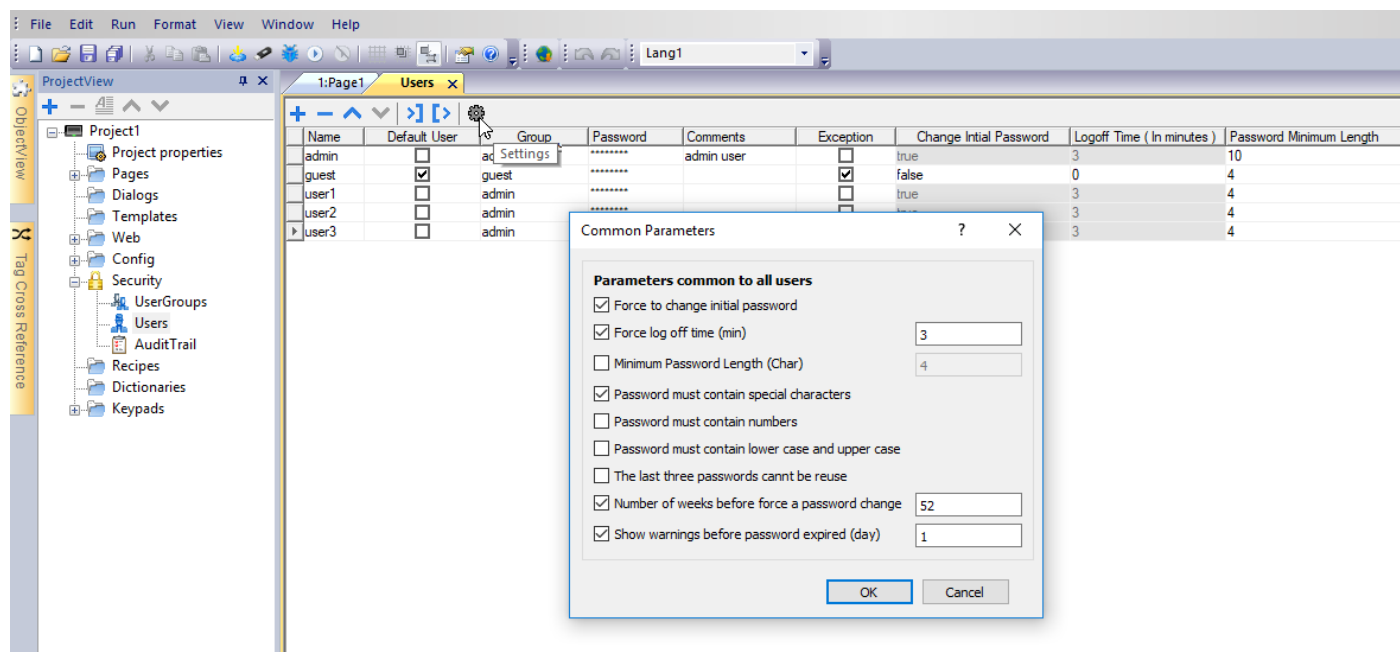 File Edit Run Format View Window Help
Lang1
ProjectView
1:Page1 Users
ObjectView
Tag Cross Reference
Project1
Project properties
Pages
Dialogs
Templates
Web
Config
Security
UserGroups
Users
AuditTrail
Recipes
Dictionaries
Keypads
Settings
Name Default User Group Password Comments Exception Change Intial Password Logoff Time ( In minutes ) Password Minimum Length
admin ******** admin user true 3 10
guest guest ******** false 0 4
user1 admin ******** true 3 4
user2 admin ******** 3 4
user3 admin 3 4
Common Parameters ?
Parameters common to all users
Force to change initial password
Force log off time (min) 3
Minimum Password Length (Char) 4
Password must contain special characters
Password must contain numbers
Password must contain lower case and upper case
The last three passwords cannt be reuse
Number of weeks before force a password change 52
Show warnings before password expired (day) 1
OK Cancel